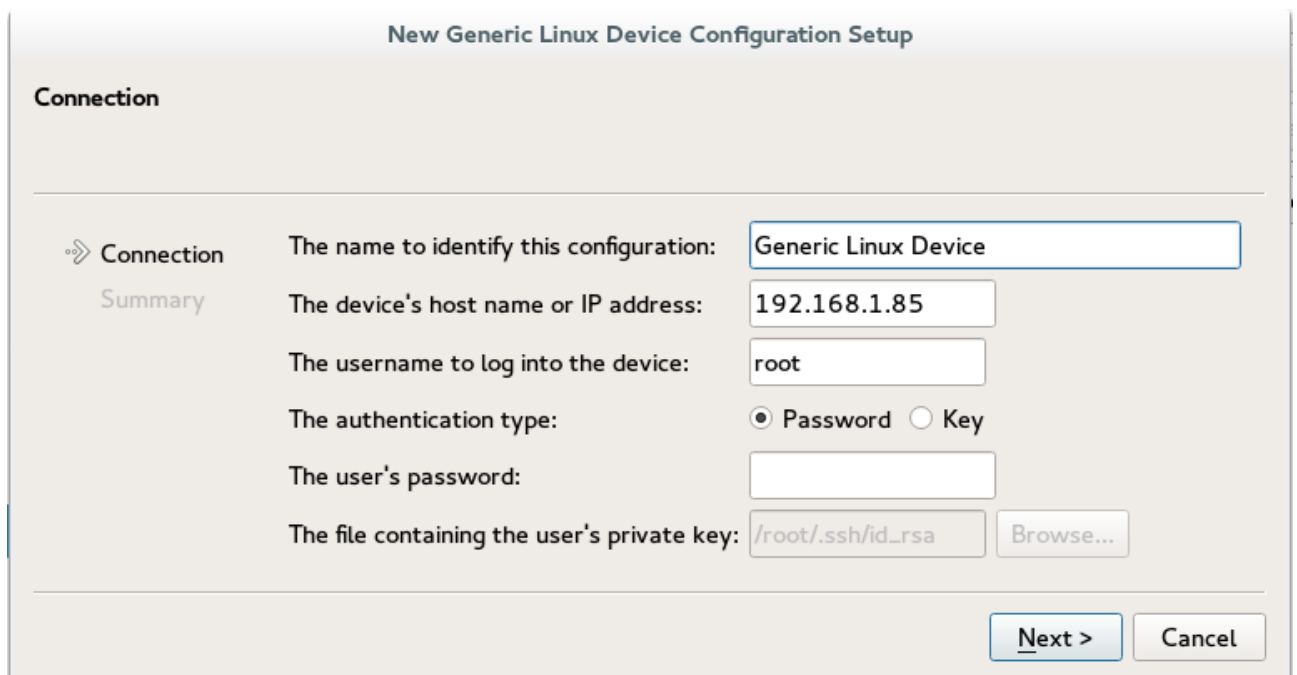 New Generic Linux Device Configuration Setup
Connection
Connection
Summary
The name to identify this configuration: Generic Linux Device
The device's host name or IP address: 192.168.1.85
The username to log into the device: root
The authentication type: Password Key
The user's password:
The file containing the user's private key: /root/.ssh/id_rsa Browse...
Next > Cancel